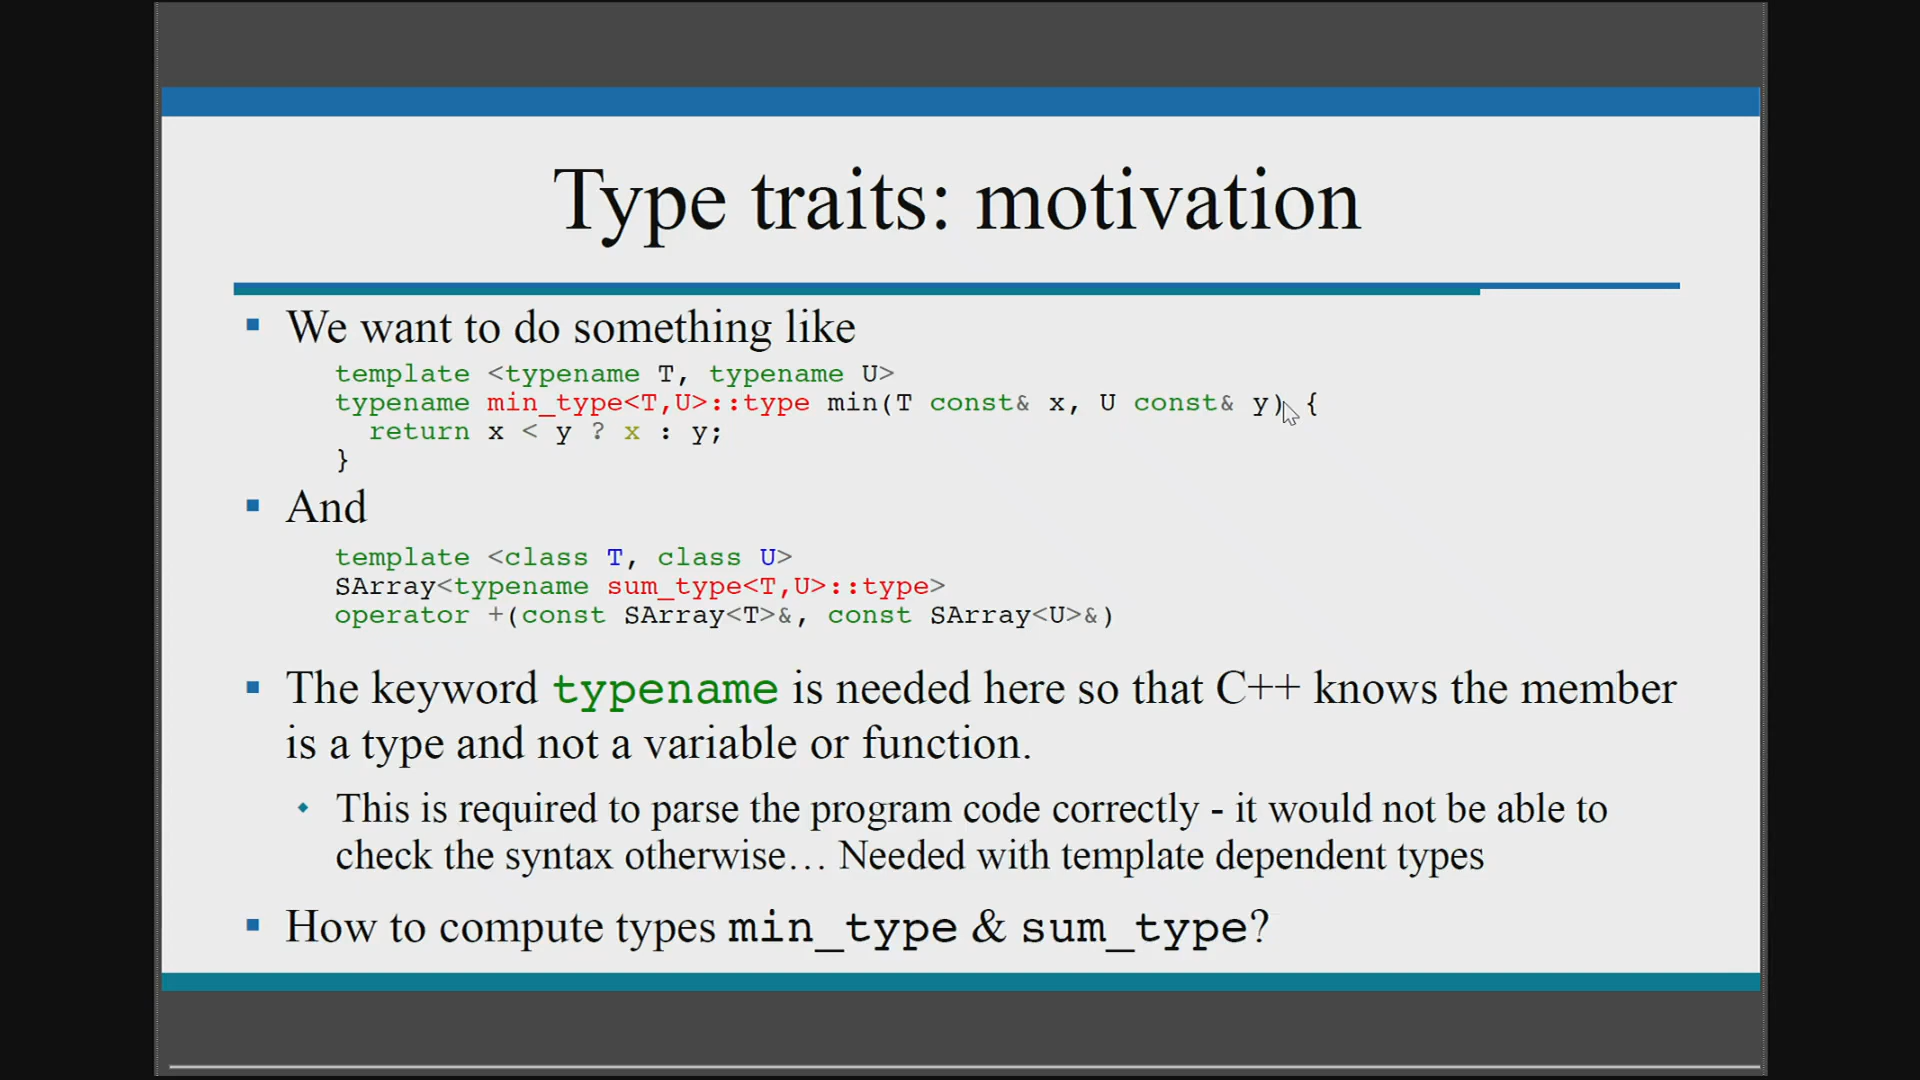 Type traits: motivation
We want to do something like
template <typename T, typename U>
typename min_type<T,U>::type min(T const& x, U const& y) {
return x < y ? x : y;
}
And
template <class T, class U>
SArray<typename sum_type<T,U>::type>
operator +(const SArray<T>&, const SArray<U>&)
The keyword typename is needed here so that C++ knows the member
is a type and not a variable or function.
This is required to parse the program code correctly - it would not be able to
check the syntax otherwise… Needed with template dependent types
How to compute types min_type & sum_type?